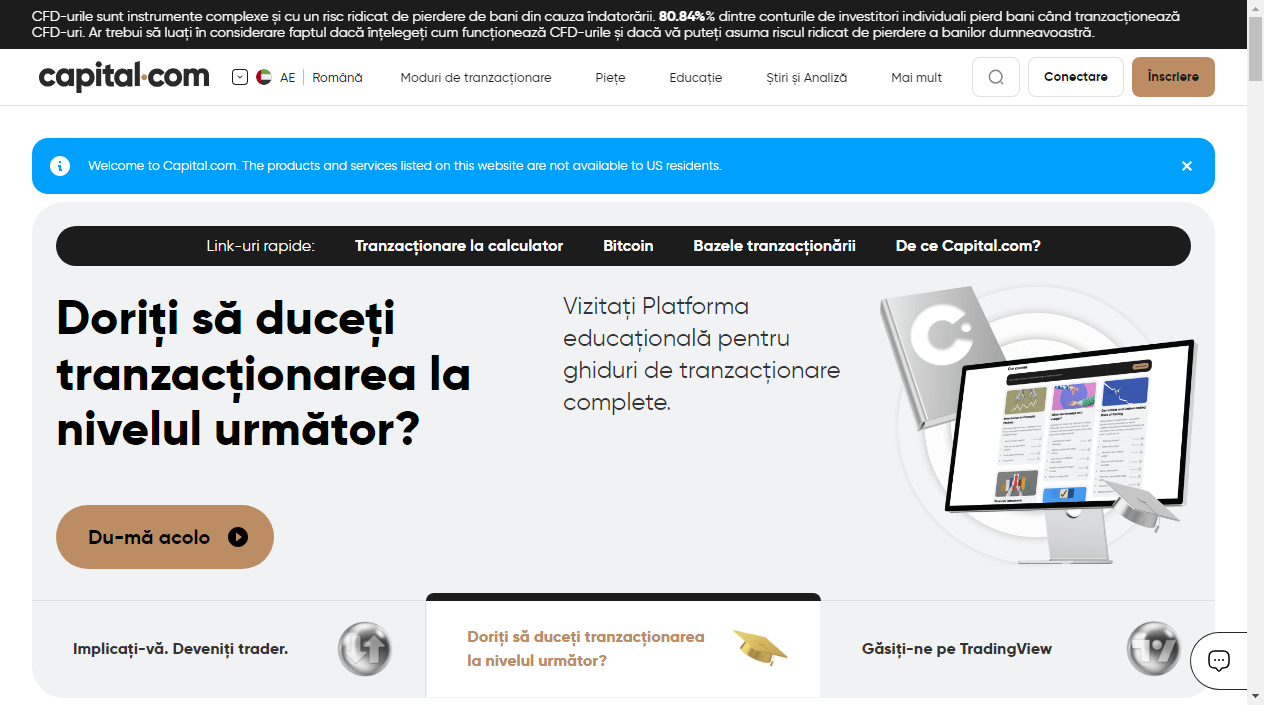 CFD-urile sunt instrumente complexe și cu un risc ridicat de pierdere de bani din cauza îndatorării. 80.84%% dintre conturile de investitori individuali pierd bani când tranzacționează
CFD-uri. Ar trebui să luați în considerare faptul dacă înțelegeți cum funcționează CFD-urile și dacă vă puteți asuma riscul ridicat de pierdere a banilor dumneavoastră.
capital.com AE Română Moduri de tranzacționare Piețe Educație Știri și Analiză Mai mult Conectare Înscriere
Welcome to Capital.com. The products and services listed on this website are not available to US residents.
Link-uri rapide: Tranzacționare la calculator Bitcoin Bazele tranzacționării De ce Capital.com?
Doriți să duceți
tranzacționarea la
nivelul următor?
Vizitați Platforma
educațională pentru
ghiduri de tranzacționare
complete.
Our courses
Du-mă acolo
Implicați-vă. Deveniți trader.
Doriți să duceți tranzacționarea
la nivelul următor?
Găsiți-ne pe TradingView